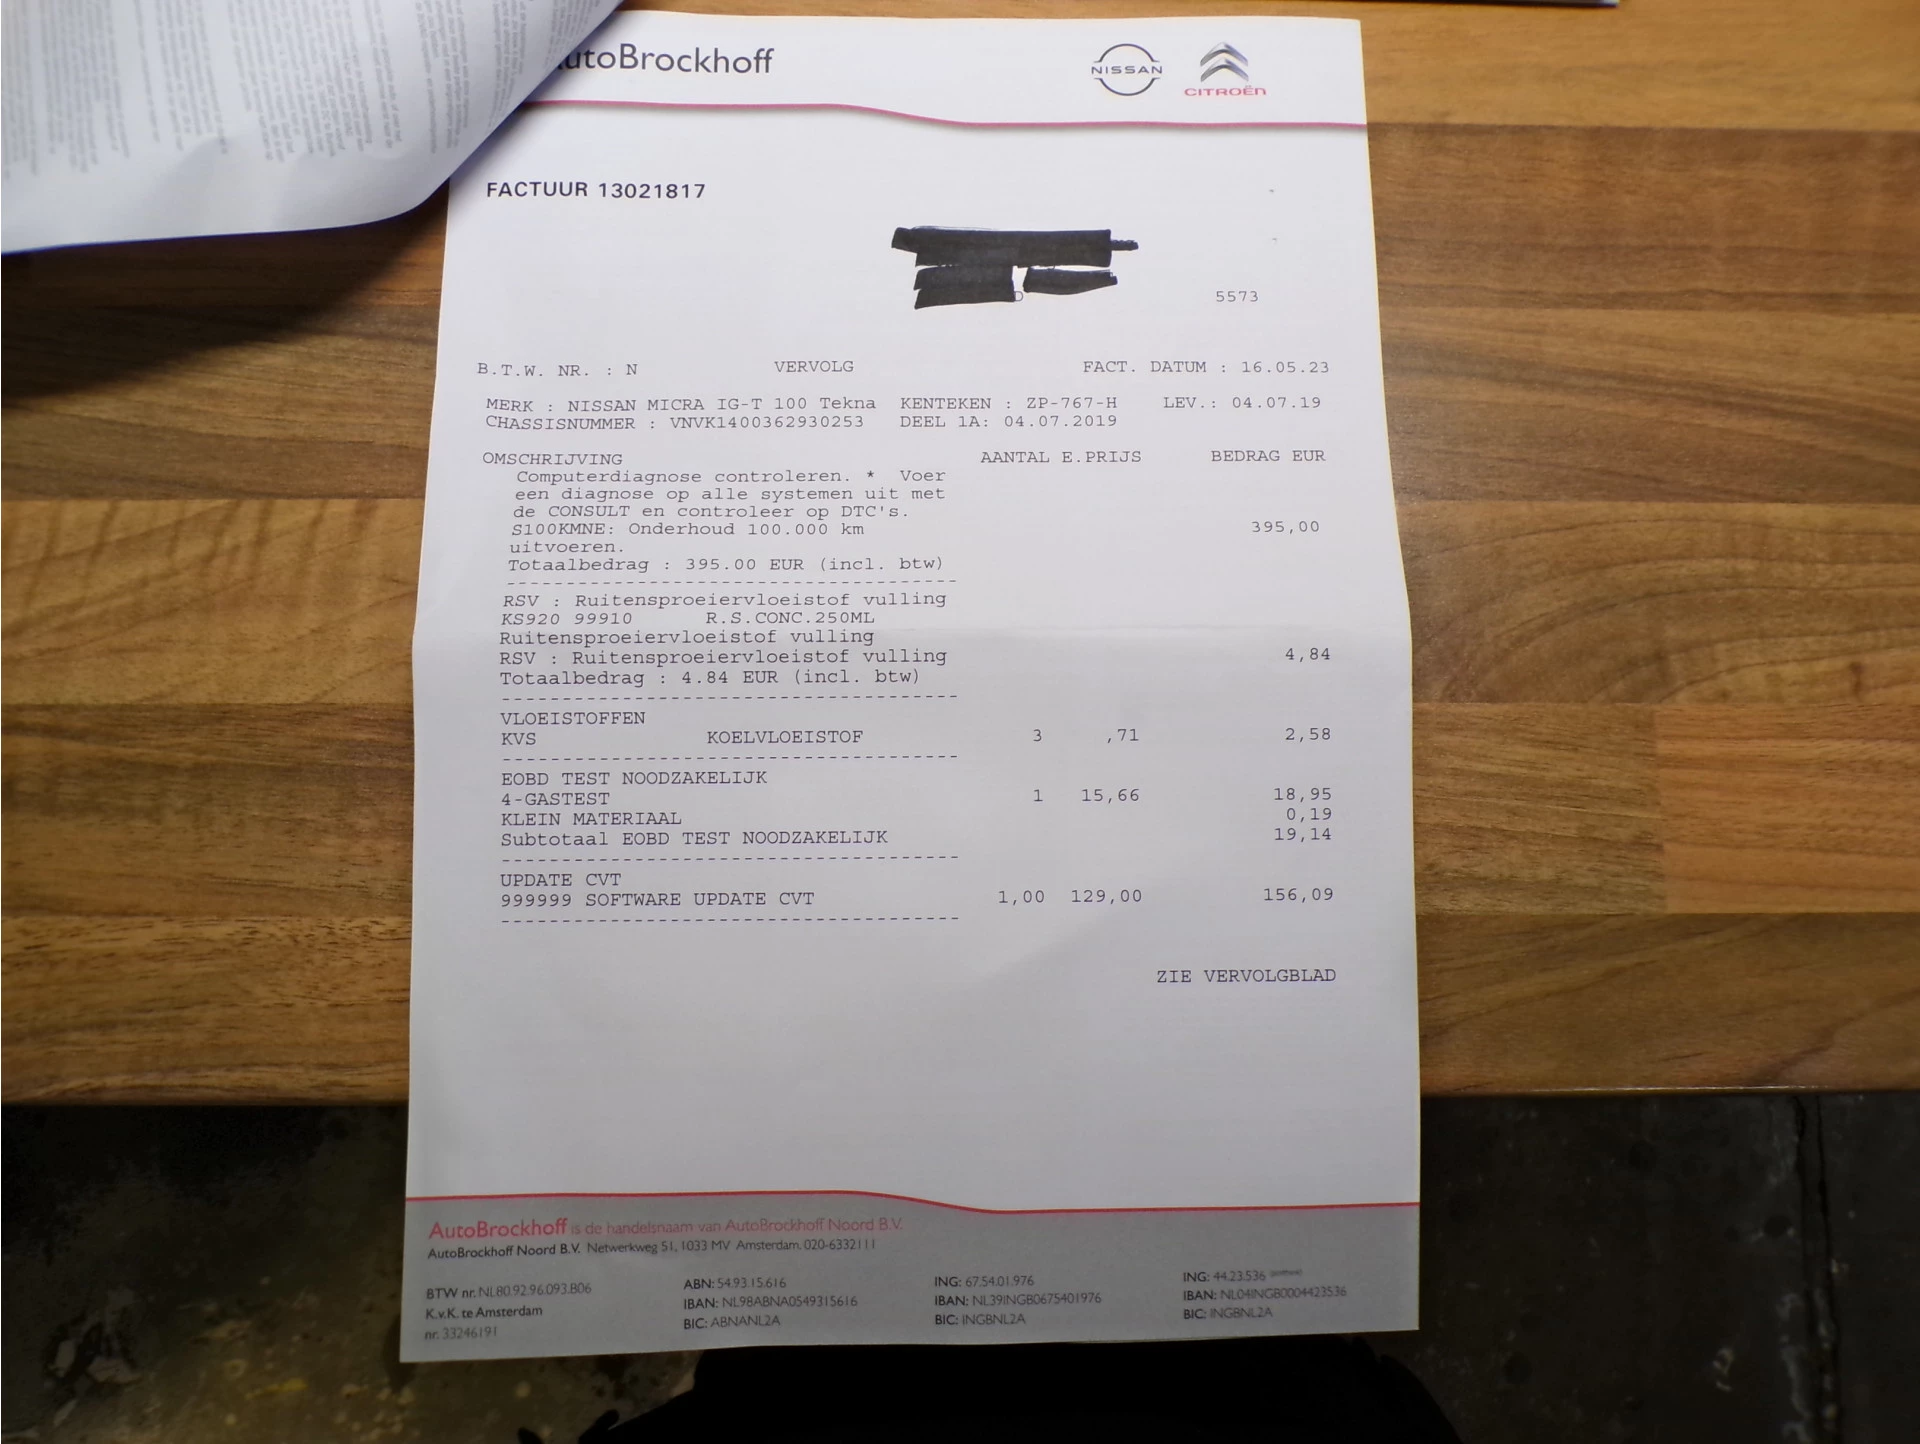 utoBrockhoff
NISSAN
CITROËN
FACTUUR 13021817
D
5573
B.T.W. NR. : N VERVOLG FACT. DATUM : 16.05.23
MERK : NISSAN MICRA IG-T 100 Tekna KENTEKEN : ZP-767-H LEV.: 04.07.19
CHASSISNUMMER : VNVK1400362930253 DEEL 1A: 04.07.2019
OMSCHRIJVING AANTAL E.PRIJS BEDRAG EUR
Computerdiagnose controleren. * Voer
een diagnose op alle systemen uit met
de CONSULT en controleer op DTC's.
S100KMNE: Onderhoud 100.000 km 395,00
uitvoeren.
Totaalbedrag : 395.00 EUR (incl. btw)
RSV : Ruitensproeiervloeistof vulling
KS920 99910 R.S.CONC.250ML
Ruitensproeiervloeistof vulling
RSV : Ruitensproeiervloeistof vulling 4,84
Totaalbedrag : 4.84 EUR (incl. btw)
VLOEISTOFFEN
KVS KOELVLOEISTOF 3 ,71 2,58
EOBD TEST NOODZAKELIJK
4-GASTEST 1 15,66 18,95
KLEIN MATERIAAL 0,19
Subtotaal EOBD TEST NOODZAKELIJK 19,14
UPDATE CVT
999999 SOFTWARE UPDATE CVT 1,00 129,00 156,09
ZIE VERVOLGBLAD
AutoBrockhoff is de handelsnaam van AutoBrockhoff Noord B.V.
AutoBrockhoff Noord B.V. Netwerkweg 51, 1033 MV Amsterdam. 020-6332111
BTW nr. NL80.92.96.093.B06
K.v.K. te Amsterdam
nr. 33246191
ABN: 54.93.15.616
IBAN: NL98ABNA0549315616
BIC: ABNANL2A
ING: 67.54.01.976
IBAN: NL39INGB0675401976
BIC: INGBNL2A
ING: 44.23.536
IBAN: NL04INGB0004423536
BIC: INGBNL2A